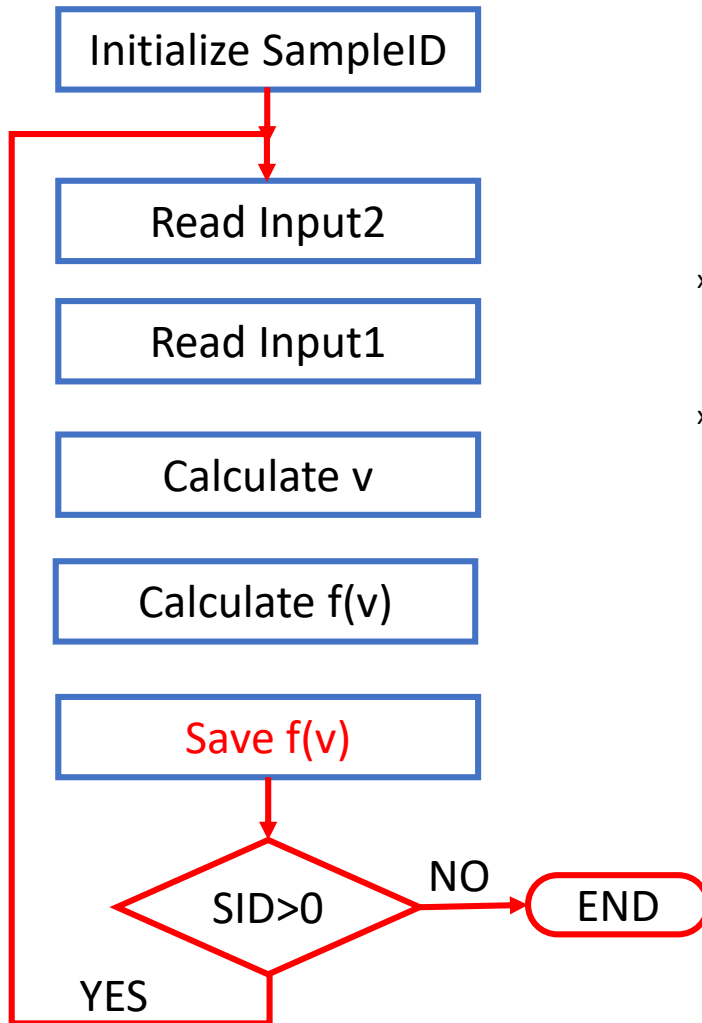 Initialize SampleID
Read Input2
x
Read Input1
x
Calculate v
Calculate f(v)
Save f(v)
SID>0
NO
END
YES